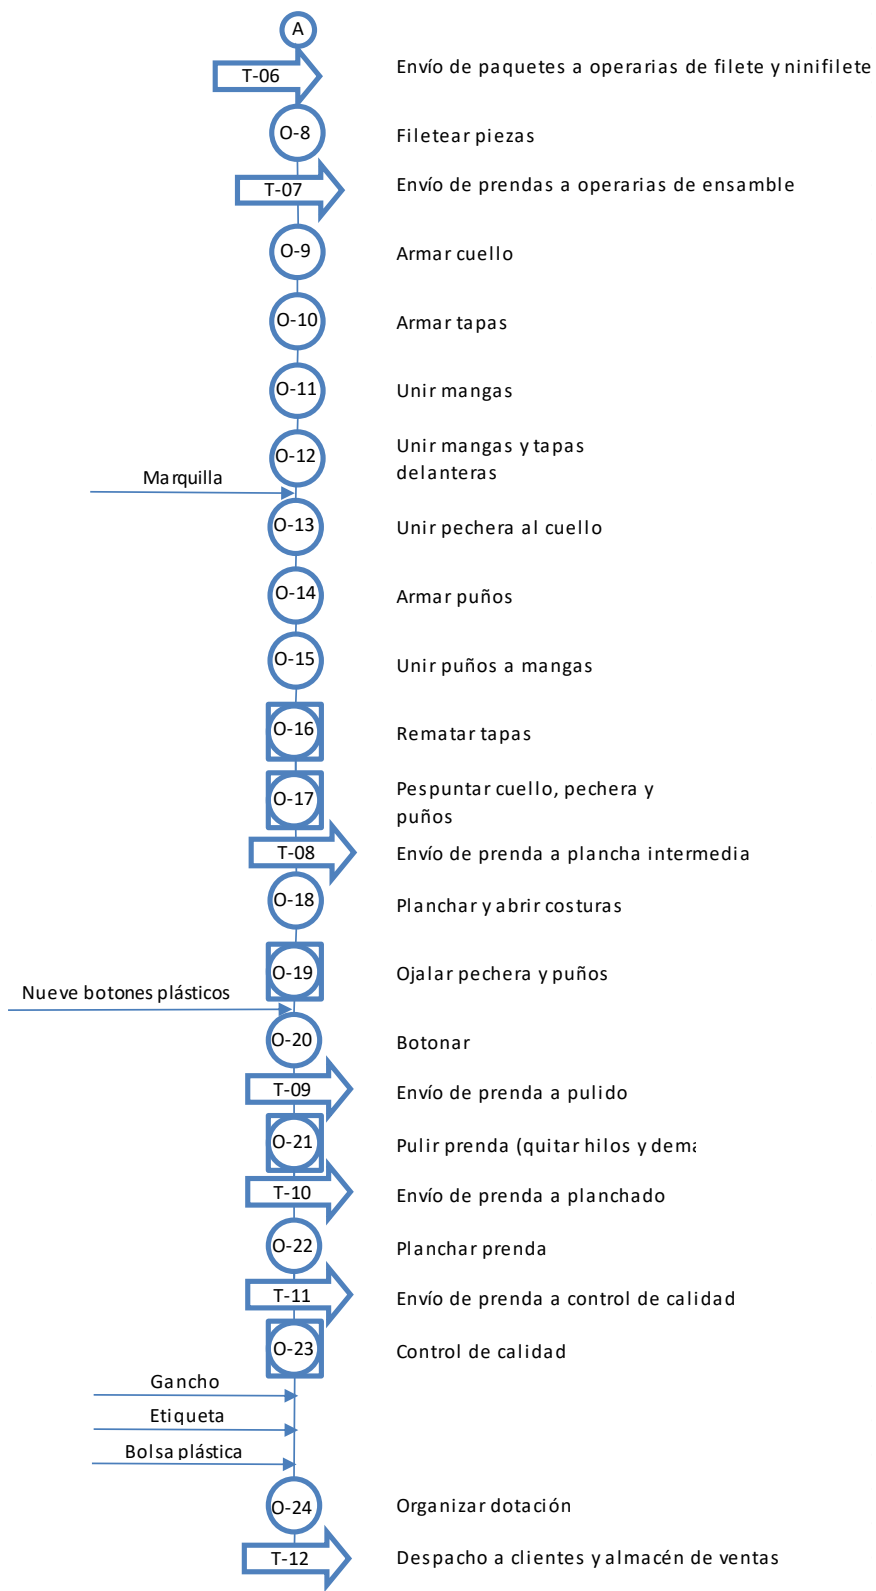 A
T-06
Envío de paquetes a operarias de filete y ninifilete
O-8
Filetear piezas
T-07
Envío de prendas a operarias de ensamble
O-9
Armar cuello
O-10
Armar tapas
O-11
Unir mangas
O-12
Unir mangas y tapas
delanteras
Marquilla
O-13
Unir pechera al cuello
O-14
Armar puños
O-15
Unir puños a mangas
O-16
Rematar tapas
O-17
Pespuntar cuello, pechera y
puños
T-08
Envío de prenda a plancha intermedia
O-18
Planchar y abrir costuras
O-19
Ojalar pechera y puños
Nueve botones plásticos
O-20
Botonar
T-09
Envío de prenda a pulido
O-21
Pulir prenda (quitar hilos y dema
T-10
Envío de prenda a planchado
O-22
Planchar prenda
T-11
Envío de prenda a control de calidad
O-23
Control de calidad
Gancho
Etiqueta
Bolsa plástica
O-24
Organizar dotación
T-12
Despacho a clientes y almacén de ventas